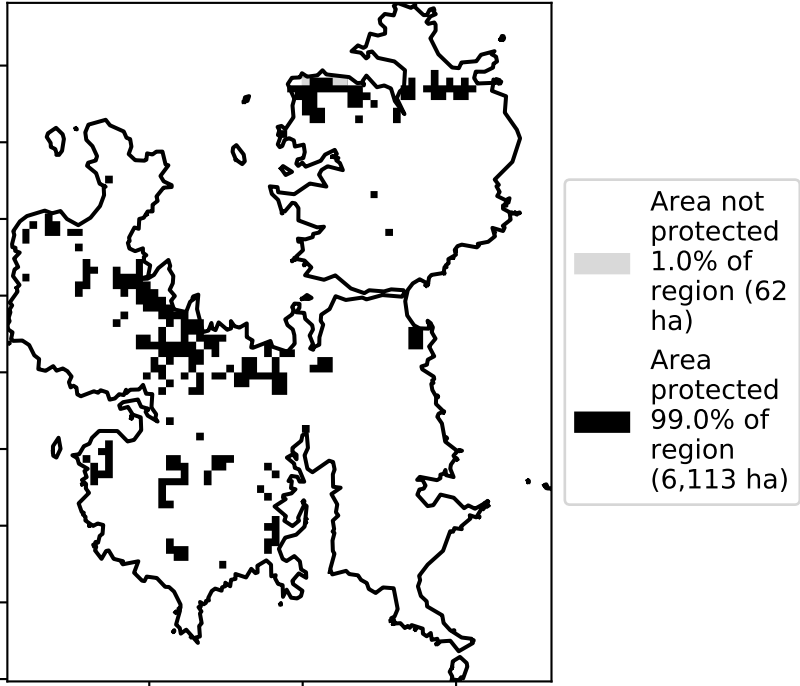 Area not
protected
1.0% of
region (62
ha)
Area
protected
99.0% of
region
(6,113 ha)